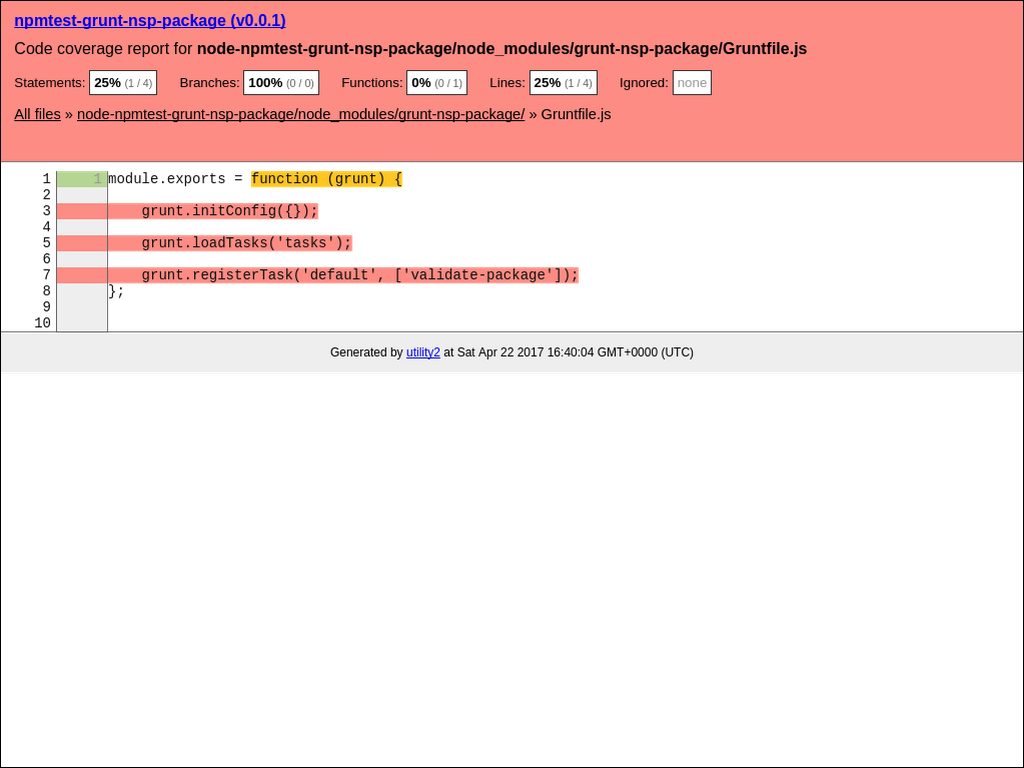 npmtest-grunt-nsp-package (v0.0.1)
Code coverage report for node-npmtest-grunt-nsp-package/node_modules/grunt-nsp-package/Gruntfile.js
Statements: 25% (1 / 4) Branches: 100% (0 / 0) Functions: 0% (0 / 1) Lines: 25% (1 / 4) Ignored: none
All files » node-npmtest-grunt-nsp-package/node_modules/grunt-nsp-package/ » Gruntfile.js
1 1 module.exports = function (grunt) {
2
3 grunt.initConfig({});
4
5 grunt.loadTasks('tasks');
6
7 grunt.registerTask('default', ['validate-package']);
8 };
9
10
Generated by utility2 at Sat Apr 22 2017 16:40:04 GMT+0000 (UTC)